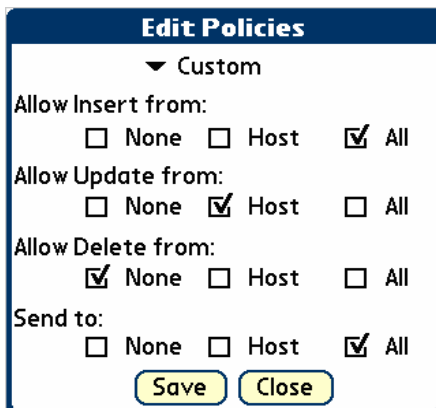 Edit Policies
Custom
Allow Insert from:
None Host All
Allow Update from:
None Host All
Allow Delete from:
None Host All
Send to:
None Host All
Save Close